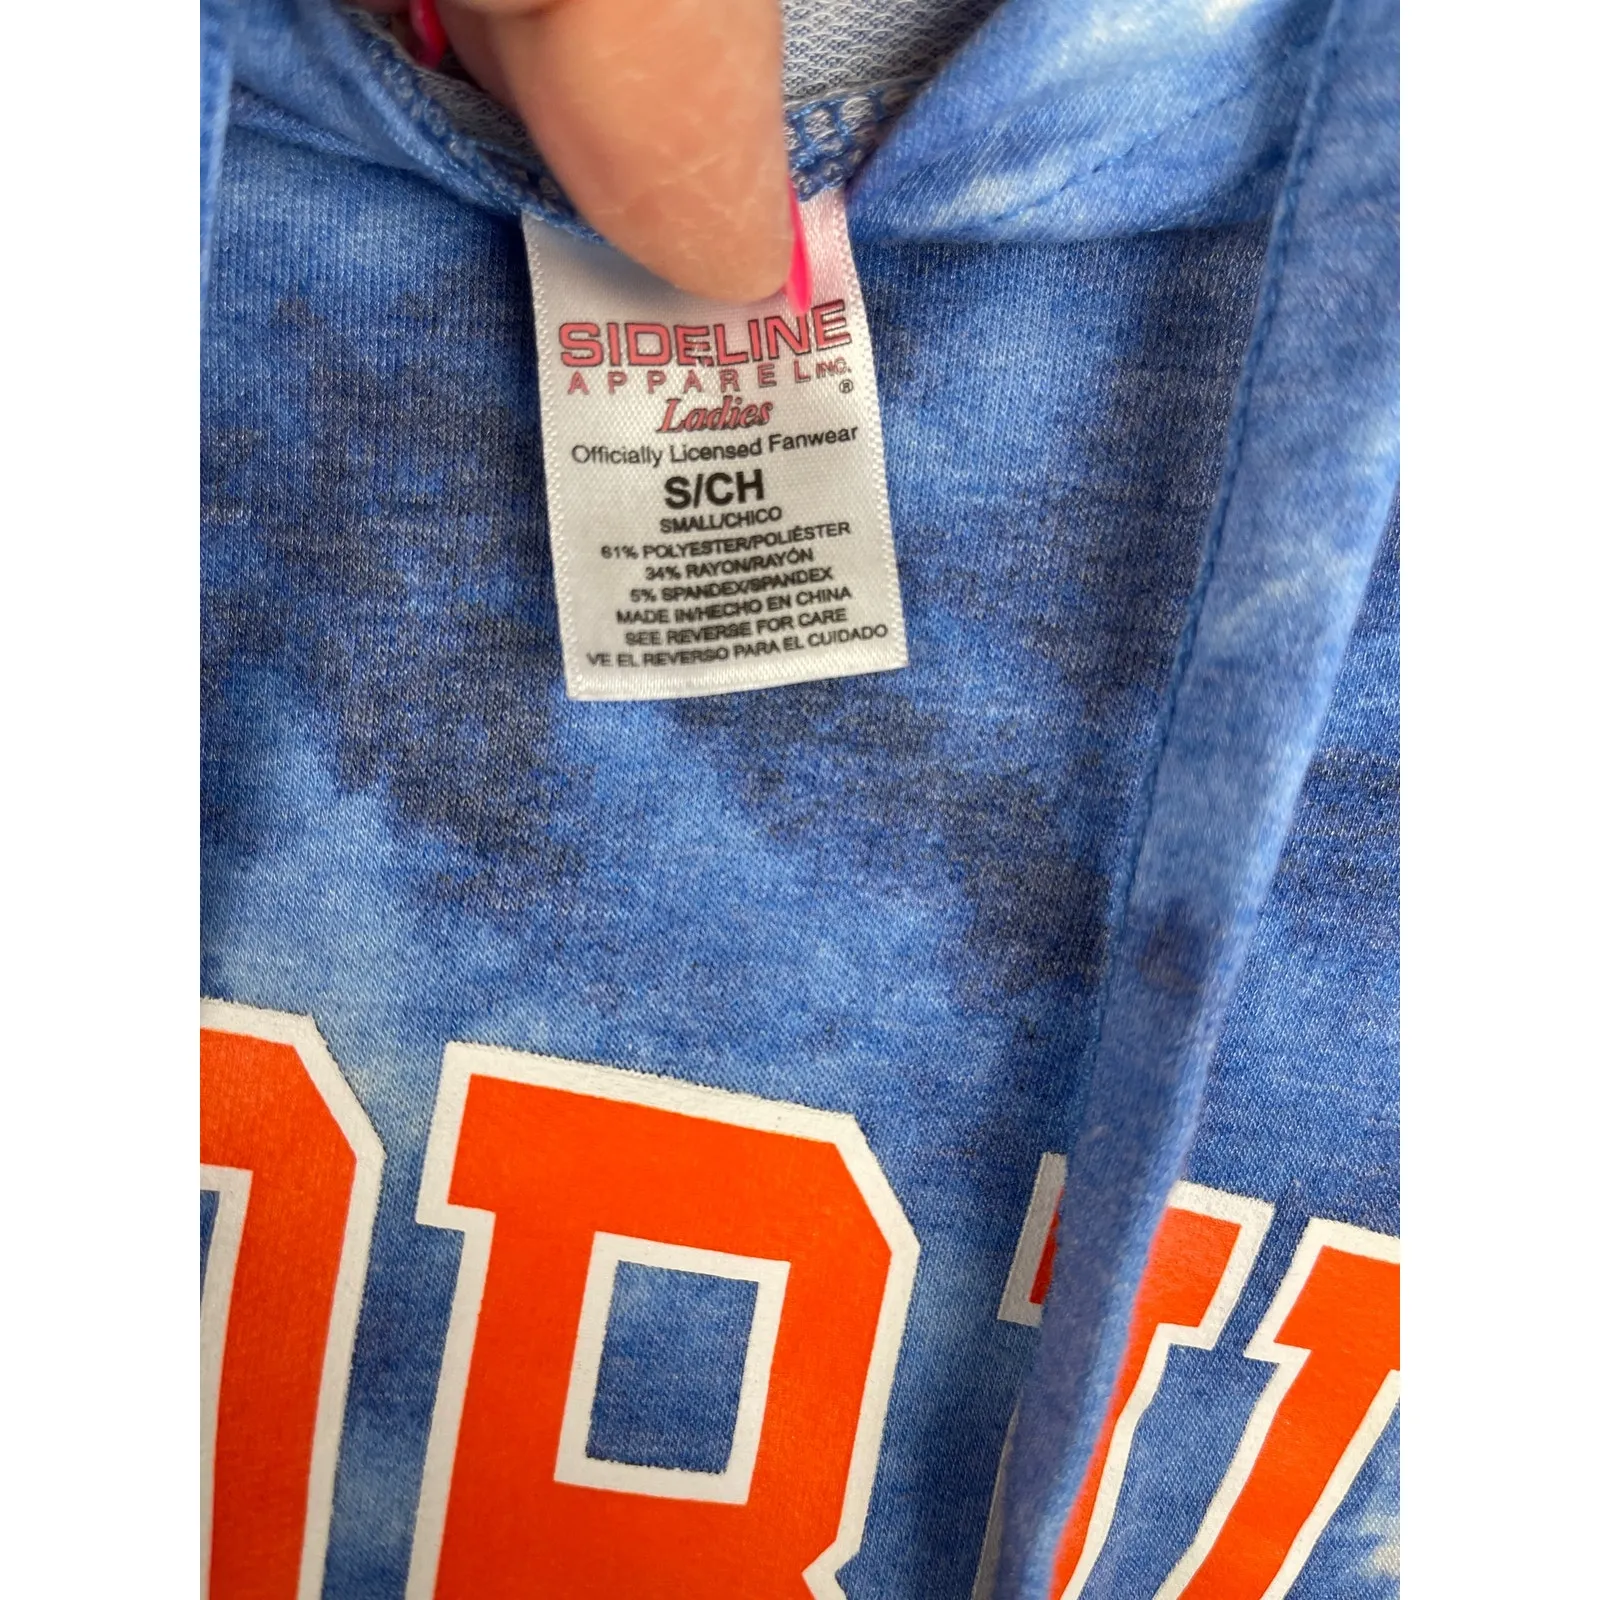 SIDELINE
APPAREL INC. ®
Ladies
Officially Licensed Fanwear
S/CH
SMALL/CHICO
61% POLYESTER/POLIÉSTER
34% RAYON/RAYÓN
5% SPANDEX/SPANDEX
MADE IN/HECHO EN CHINA
SEE REVERSE FOR CARE
VE EL REVERSO PARA EL CUIDADO